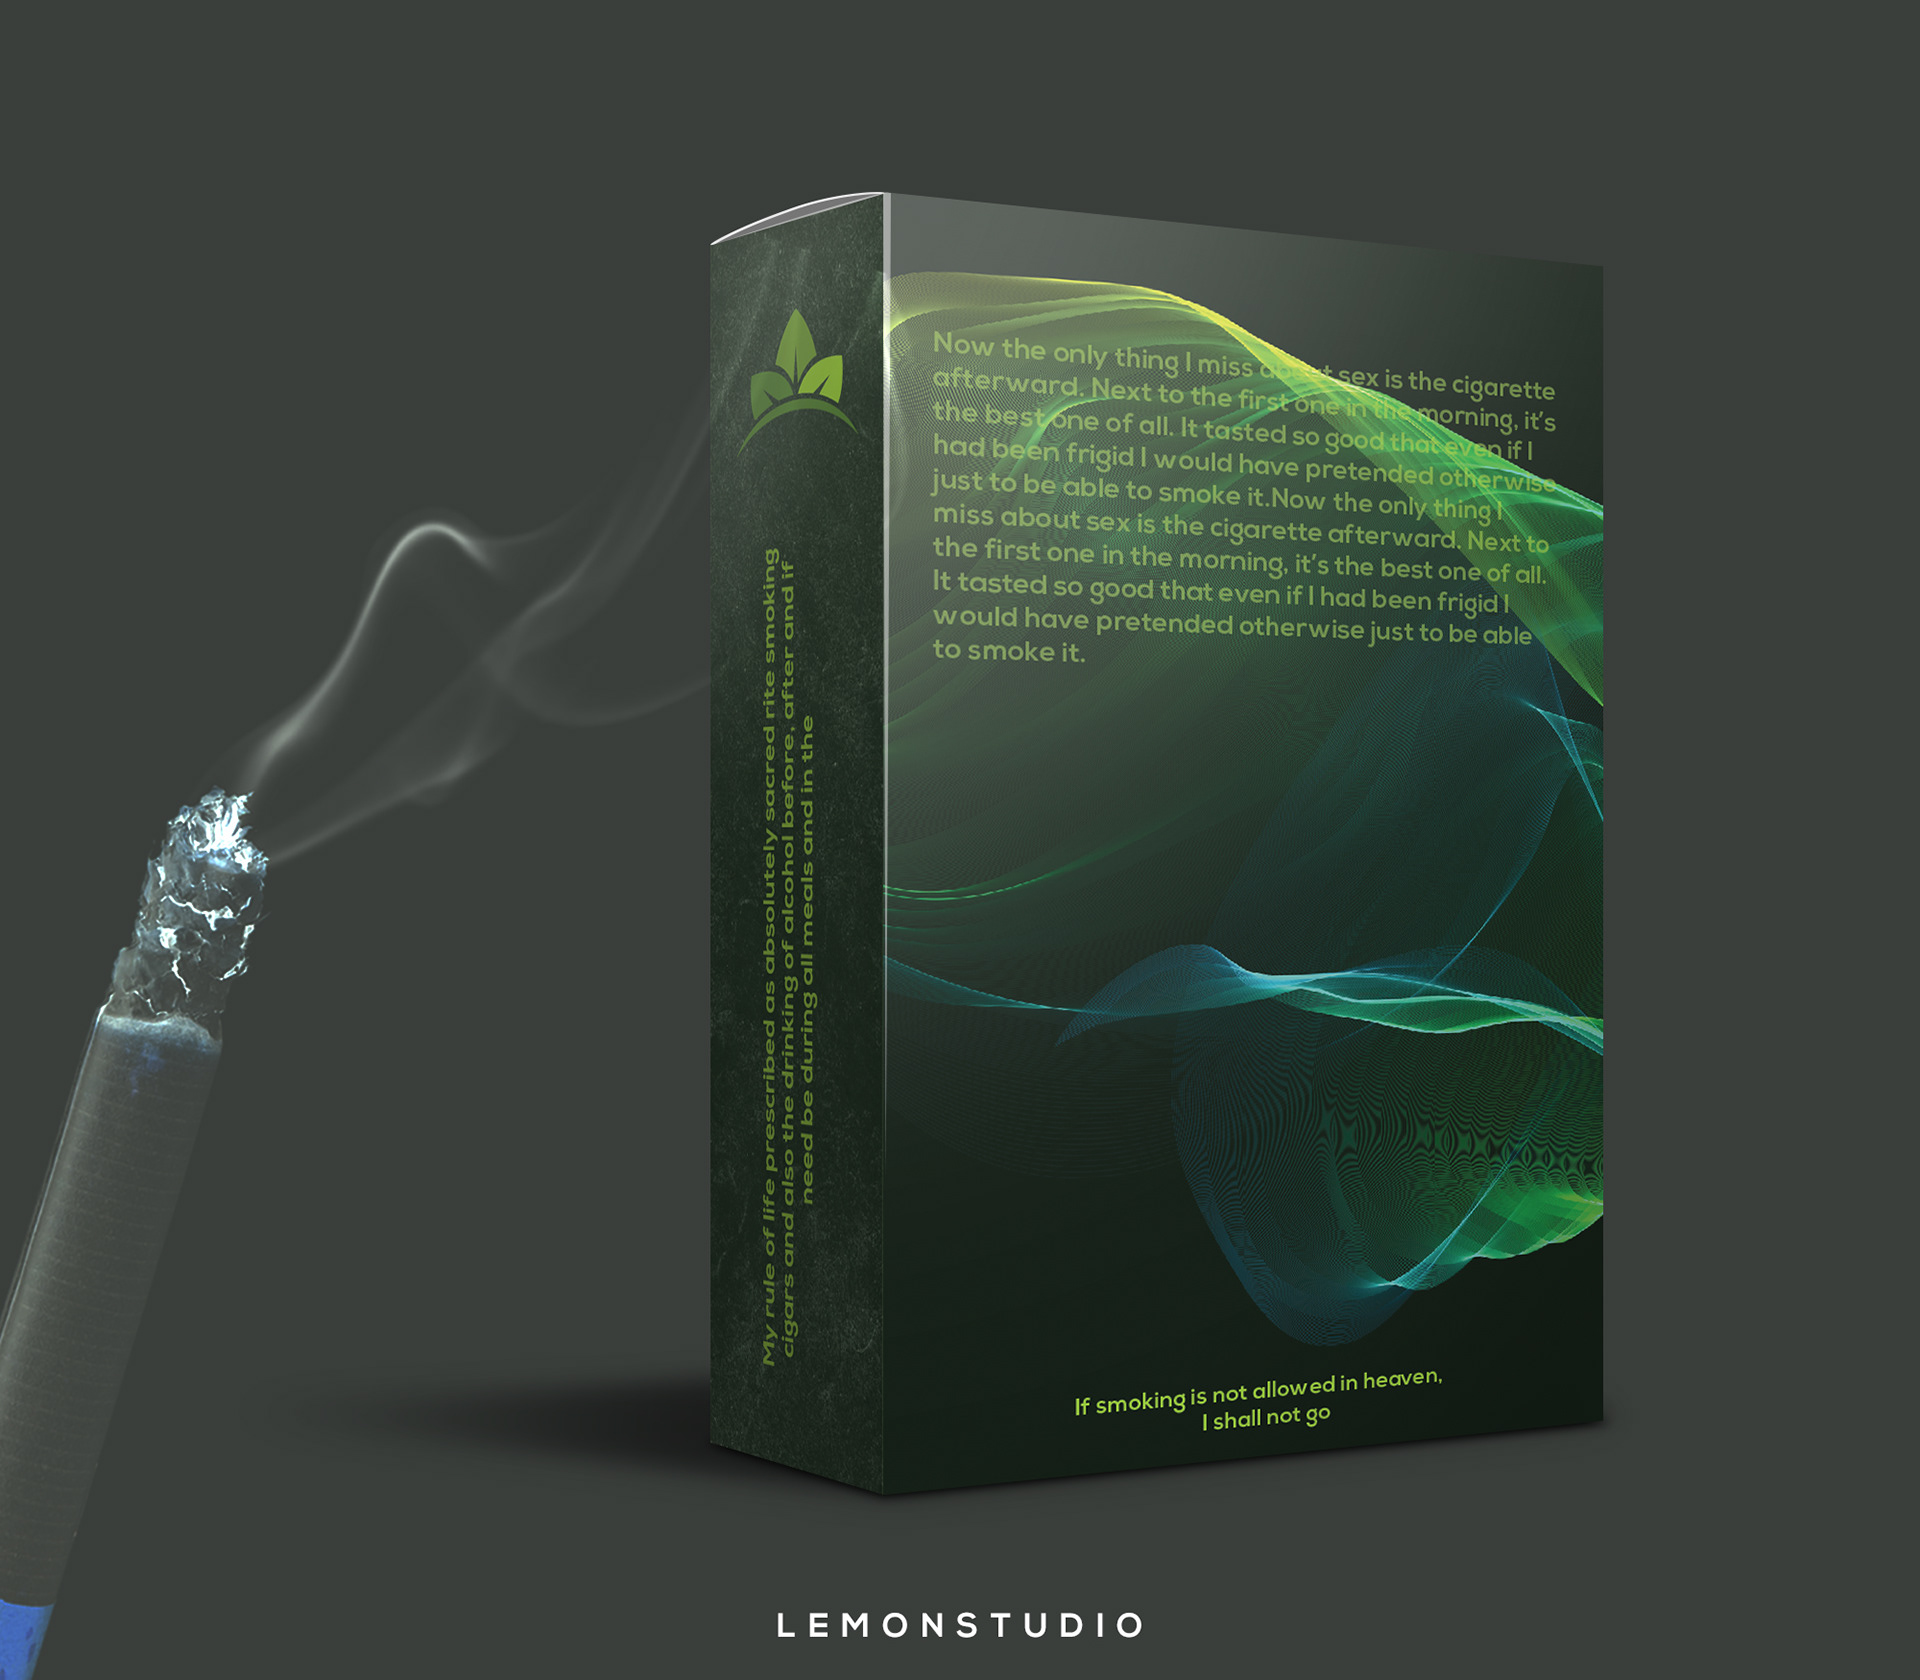 My rule of life prescribed as absolutely sacred rite smoking
cigars and also the drinking of alcohol before, after and if
need be during all meals and in the
Now the only thing I miss about sex is the cigarette
afterward. Next to the first one in the morning, it's
the best one of all. It tasted so good that even if I
had been frigid I would have pretended otherwise
just to be able to smoke it.Now the only thing I
miss about sex is the cigarette afterward. Next to
the first one in the morning, it's the best one of all.
It tasted so good that even if I had been frigid I
would have pretended otherwise just to be able
to smoke it.
If smoking is not allowed in heaven,
I shall not go
LEMONSTUDIO